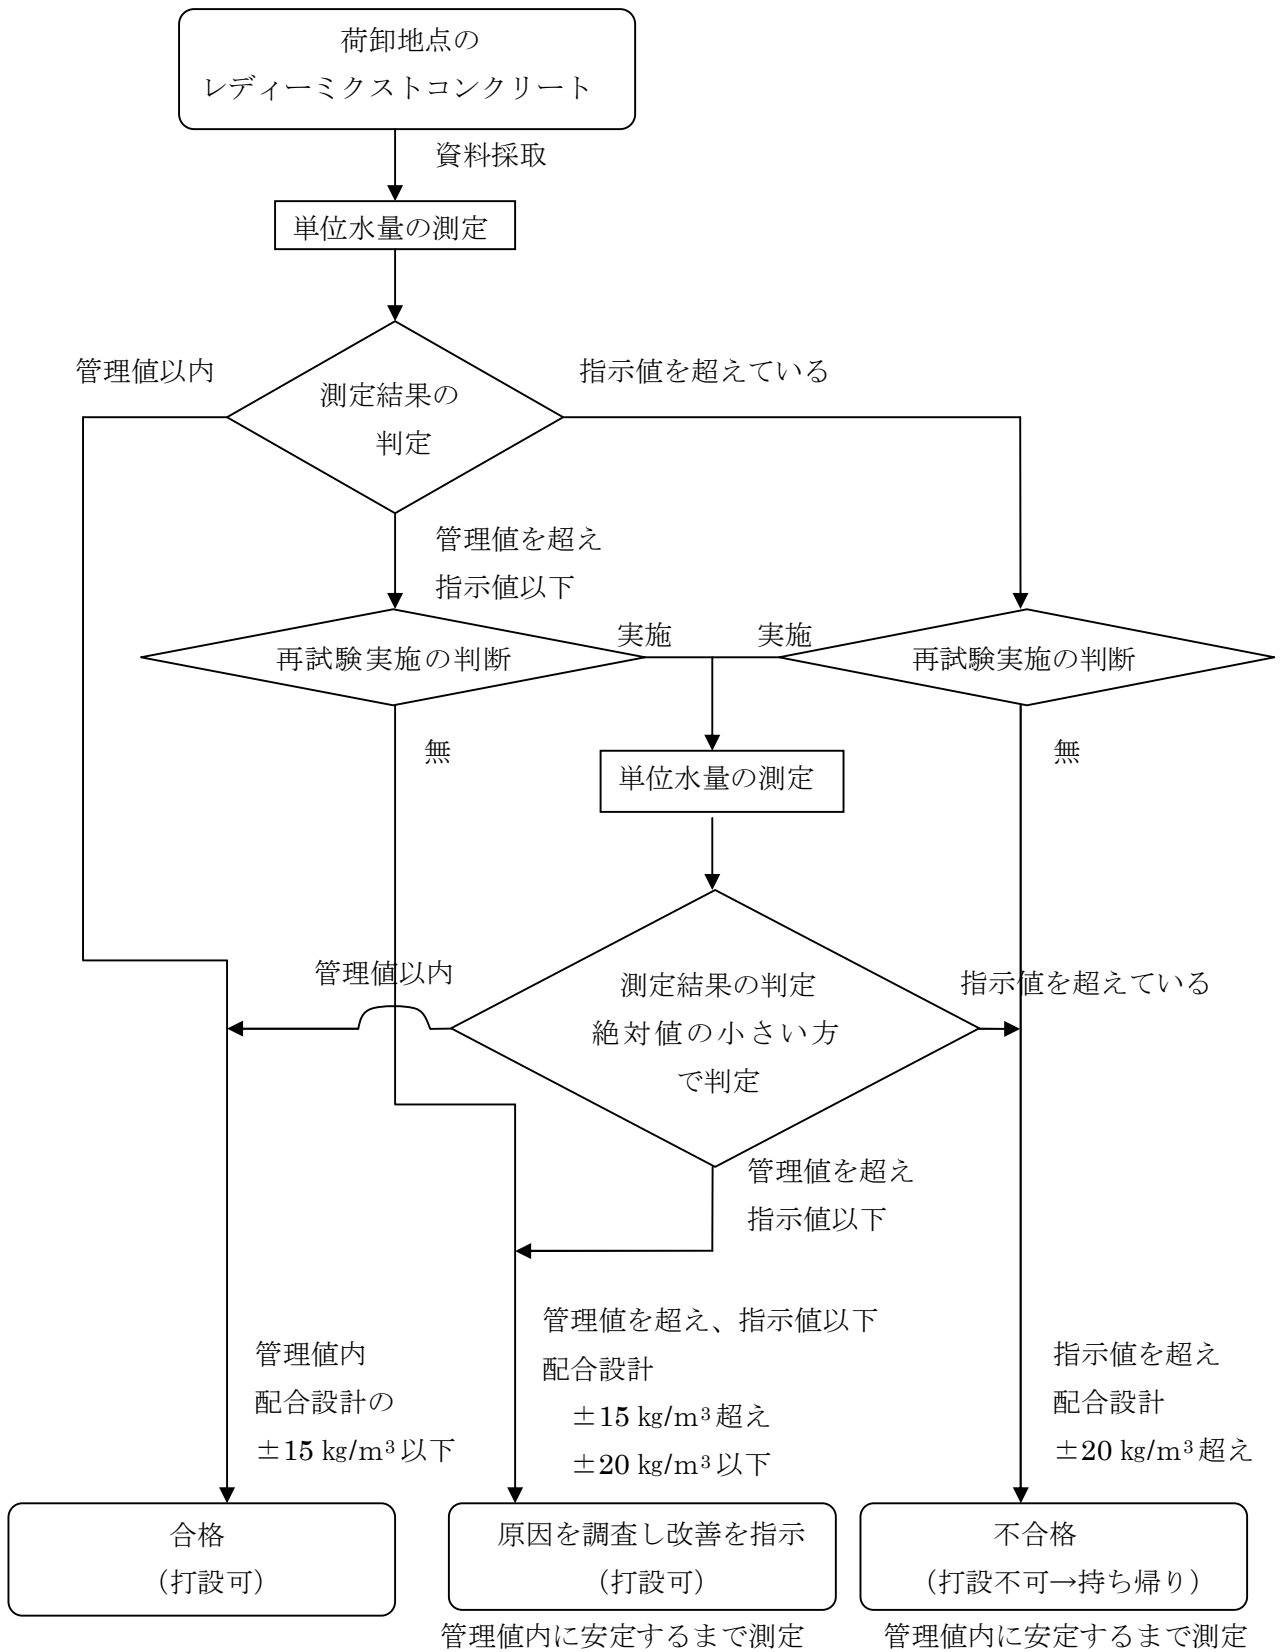 荷卸地点の
レディーミクストコンクリート
資料採取
単位水量の測定
管理値以内
指示値を超えている
測定結果の
判定
管理値を超え
指示値以下
実施
実施
再試験実施の判断
再試験実施の判断
無
無
単位水量の測定
管理値以内
指示値を超えている
測定結果の判定
絶対値の小さい方
で判定
管理値を超え
指示値以下
管理値内
配合設計の
±15 ㎏/m³以下
管理値を超え、指示値以下
配合設計
±15 ㎏/m³超え
±20 ㎏/m³以下
指示値を超え
配合設計
±20 ㎏/m³超え
合格
（打設可）
原因を調査し改善を指示
（打設可）
不合格
（打設不可→持ち帰り）
管理値内に安定するまで測定
管理値内に安定するまで測定